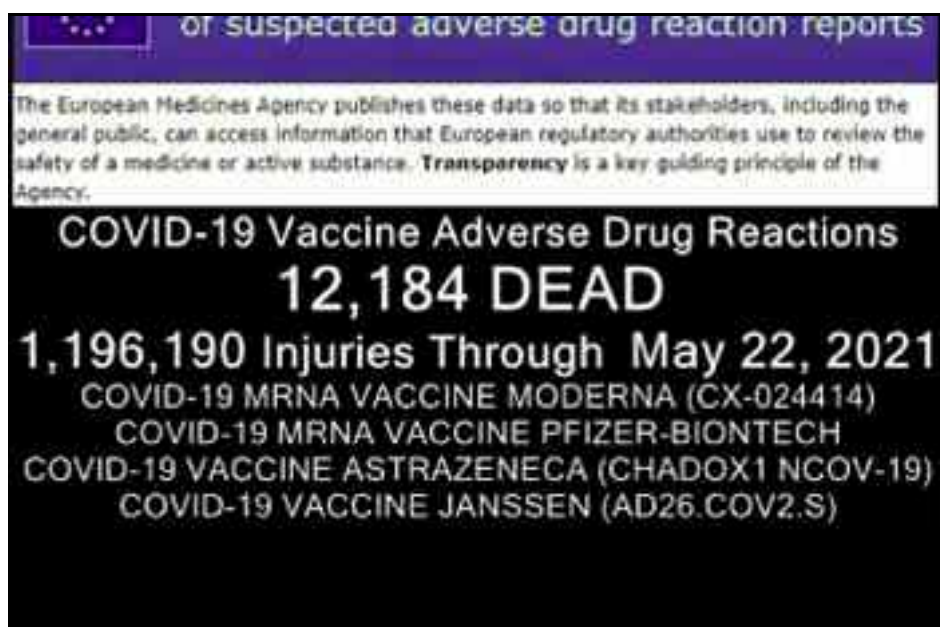 of suspected adverse drug reaction reports
The European Medicines Agency publishes these data so that its stakeholders, including the
general public, can access information that European regulatory authorities use to review the
safety of a medicine or active substance. Transparency is a key guiding principle of the
Agency.
COVID-19 Vaccine Adverse Drug Reactions
12,184 DEAD
1,196,190 Injuries Through May 22, 2021
COVID-19 MRNA VACCINE MODERNA (CX-024414)
COVID-19 MRNA VACCINE PFIZER-BIONTECH
COVID-19 VACCINE ASTRAZENECA (CHADOX1 NCOV-19)
COVID-19 VACCINE JANSSEN (AD26.COV2.S)